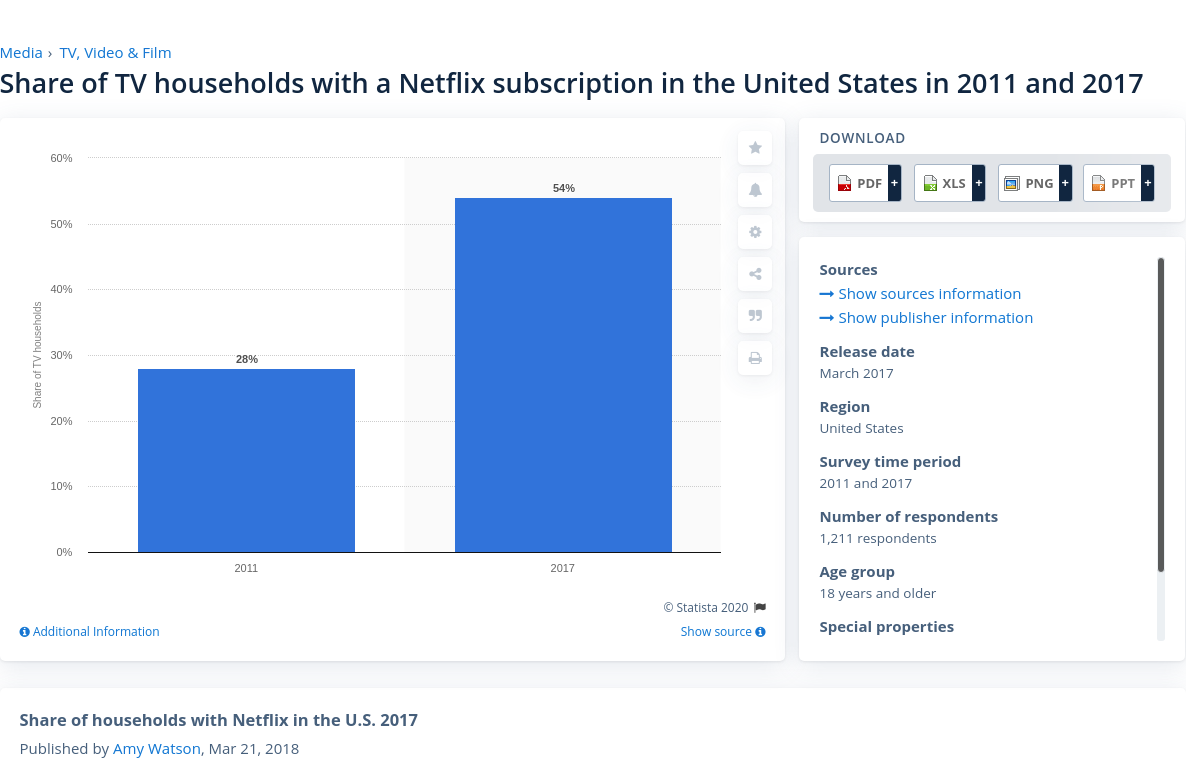 Media › TV, Video & Film
Share of TV households with a Netflix subscription in the United States in 2011 and 2017
60%
50%
40%
30%
20%
10%
0%
Share of TV households
28%
54%
2011
2017
© Statista 2020
Additional Information
Show source
DOWNLOAD
PDF + XLS + PNG + PPT +
Sources
Show sources information
Show publisher information
Release date
March 2017
Region
United States
Survey time period
2011 and 2017
Number of respondents
1,211 respondents
Age group
18 years and older
Special properties
Share of households with Netflix in the U.S. 2017
Published by Amy Watson, Mar 21, 2018